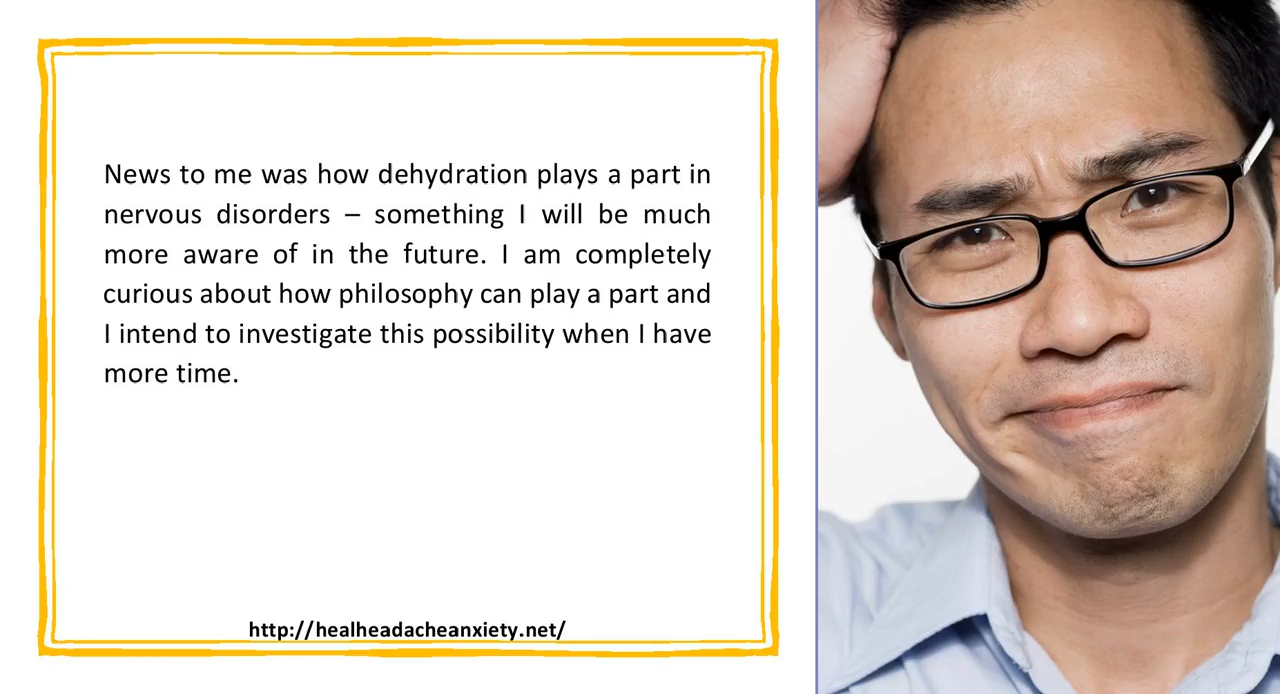 News to me was how dehydration plays a part in
nervous disorders – something I will be much
more aware of in the future. I am completely
curious about how philosophy can play a part and
I intend to investigate this possibility when I have
more time.
http://healheadacheanxiety.net/